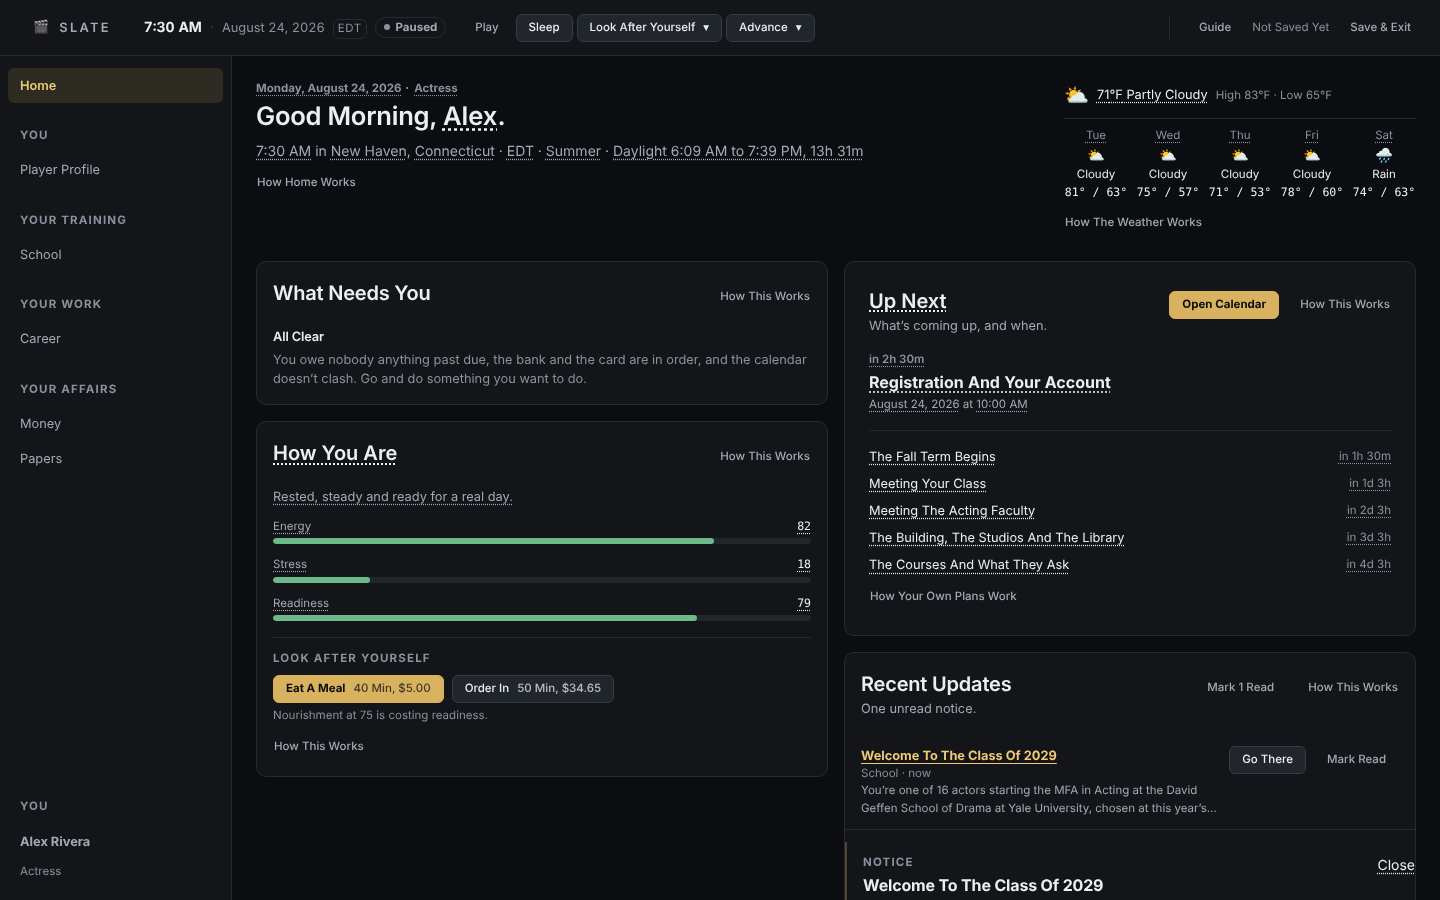 SLATE
7:30 AM · August 24, 2026 EDT Paused
Play
Sleep
Look After Yourself ▾
Advance ▾
Guide
Not Saved Yet
Save & Exit
Home
YOU
Player Profile
YOUR TRAINING
School
YOUR WORK
Career
YOUR AFFAIRS
Money
Papers
YOU
Alex Rivera
Actress
Monday, August 24, 2026 · Actress
Good Morning, Alex.
7:30 AM in New Haven, Connecticut · EDT · Summer · Daylight 6:09 AM to 7:39 PM, 13h 31m
How Home Works
71°F Partly Cloudy High 83°F · Low 65°F
Tue Wed Thu Fri Sat
Cloudy Cloudy Cloudy Cloudy Rain
81° / 63° 75° / 57° 71° / 53° 78° / 60° 74° / 63°
How The Weather Works
What Needs You
How This Works
All Clear
You owe nobody anything past due, the bank and the card are in order, and the calendar
doesn't clash. Go and do something you want to do.
How You Are
How This Works
Rested, steady and ready for a real day.
Energy 82
Stress 18
Readiness 79
LOOK AFTER YOURSELF
Eat A Meal 40 Min, $5.00
Order In 50 Min, $34.65
Nourishment at 75 is costing readiness.
How This Works
Up Next
Open Calendar
How This Works
What's coming up, and when.
in 2h 30m
Registration And Your Account
August 24, 2026 at 10:00 AM
The Fall Term Begins in 1h 30m
Meeting Your Class in 1d 3h
Meeting The Acting Faculty in 2d 3h
The Building, The Studios And The Library in 3d 3h
The Courses And What They Ask in 4d 3h
How Your Own Plans Work
Recent Updates
Mark 1 Read
How This Works
One unread notice.
Welcome To The Class Of 2029
Go There
Mark Read
School · now
You're one of 16 actors starting the MFA in Acting at the David
Geffen School of Drama at Yale University, chosen at this year's...
NOTICE
Close
Welcome To The Class Of 2029